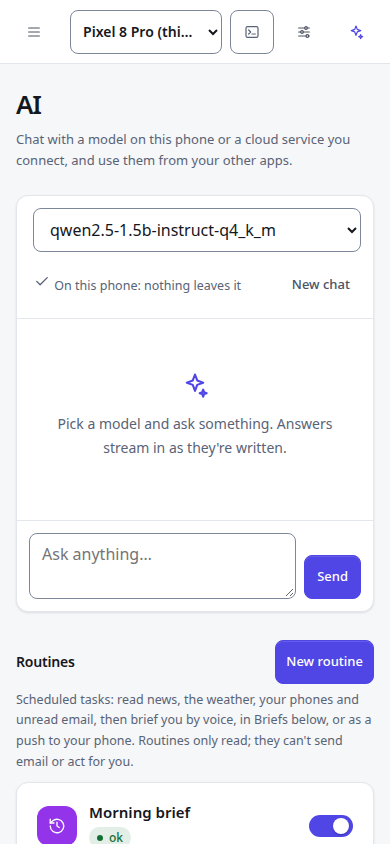 Pixel 8 Pro (thi...
AI
Chat with a model on this phone or a cloud service you
connect, and use them from your other apps.
qwen2.5-1.5b-instruct-q4_k_m
On this phone: nothing leaves it
New chat
Pick a model and ask something. Answers
stream in as they're written.
Ask anything...
Send
Routines
New routine
Scheduled tasks: read news, the weather, your phones and
unread email, then brief you by voice, in Briefs below, or as a
push to your phone. Routines only read; they can't send
email or act for you.
Morning brief
ok